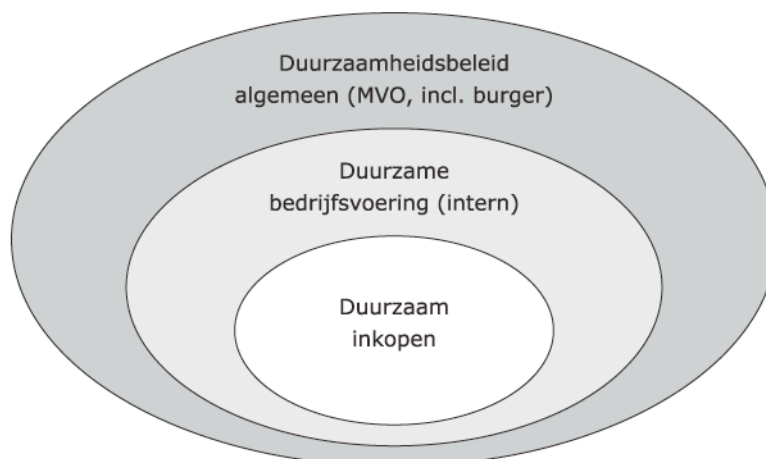 Duurzaamheidsbeleid
algemeen (MVO, incl. burger)
Duurzame
bedrijfsvoering (intern)
Duurzaam
inkopen